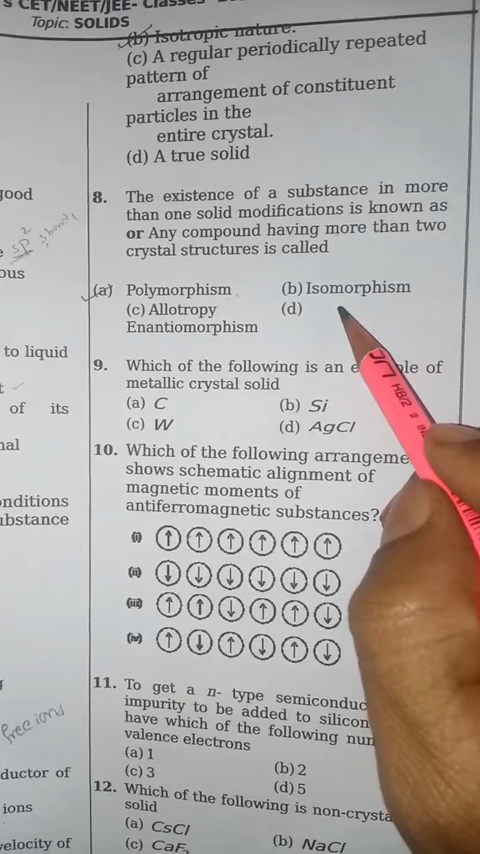 s CET/NEET/JEE- Classes
Topic: SOLIDS
(b) Isotropic nature.
(c) A regular periodically repeated
pattern of
arrangement of constituent
particles in the
entire crystal.
(d) A true solid
good
sp2
ous
8. The existence of a substance in more
than one solid modifications is known as
or Any compound having more than two
crystal structures is called
(a) Polymorphism (b) Isomorphism
(c) Allotropy (d)
Enantiomorphism
to liquid
of its
nal
onditions
ubstance
9. Which of the following is an e ple of
metallic crystal solid
(a) C (b) Si
(c) W (d) AgCl
HB/2
10. Which of the following arrangeme
shows schematic alignment of
magnetic moments of
antiferromagnetic substances?
(i) ↑ ↑ ↑ ↑ ↑ ↑
(ii) ↓ ↓ ↓ ↓ ↓ ↓
(iii) ↑ ↑ ↓ ↑ ↑ ↓
(iv) ↑ ↓ ↑ ↓ ↑ ↓
free ions
ductor of
ions
velocity of
11. To get a n- type semiconduc
impurity to be added to silicon
have which of the following num
valence electrons
(a) 1 (b) 2
(c) 3 (d) 5
12. Which of the following is non-crysta
solid
(a) CsCl (b) NaCl
(c) CaF2